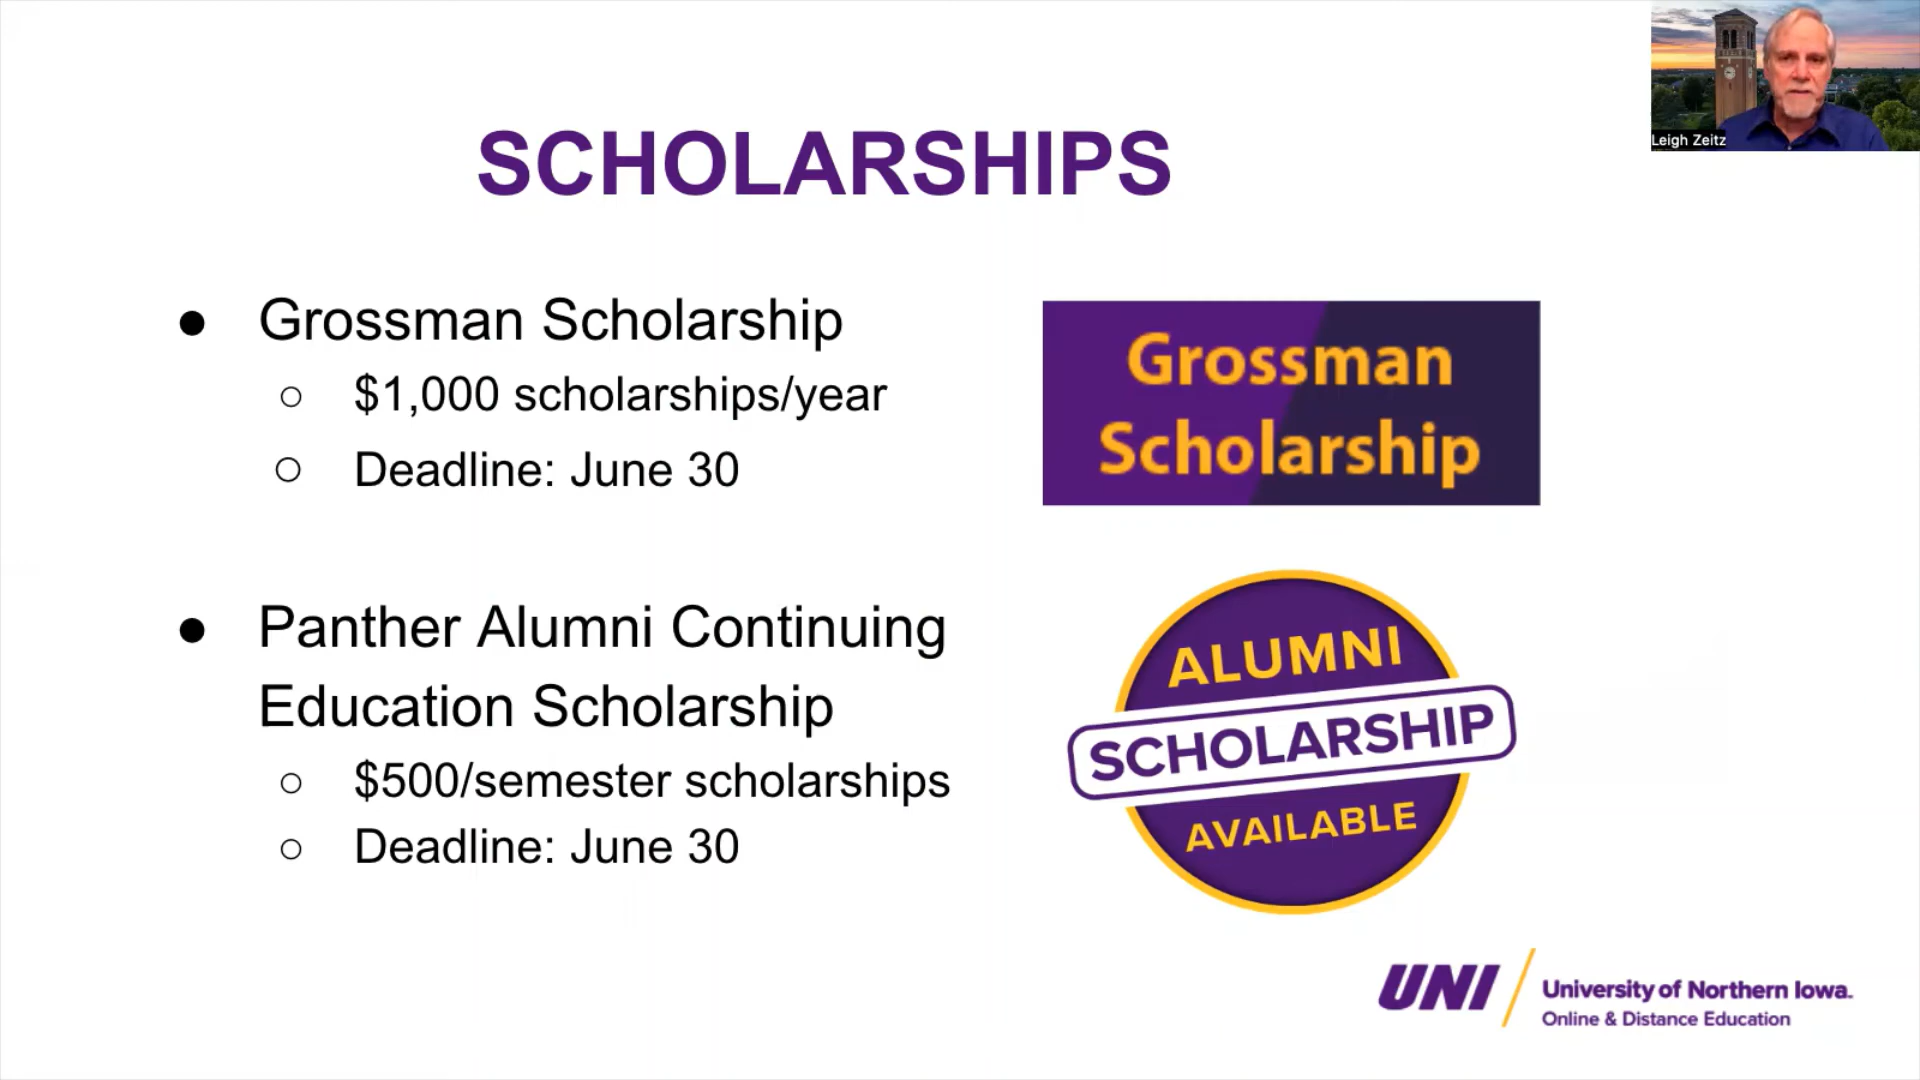 SCHOLARSHIPS
Leigh Zeitz
● Grossman Scholarship
○ $1,000 scholarships/year
○ Deadline: June 30
Grossman
Scholarship
● Panther Alumni Continuing
Education Scholarship
○ $500/semester scholarships
○ Deadline: June 30
ALUMNI
SCHOLARSHIP
AVAILABLE
UNI
University of Northern Iowa.
Online & Distance Education